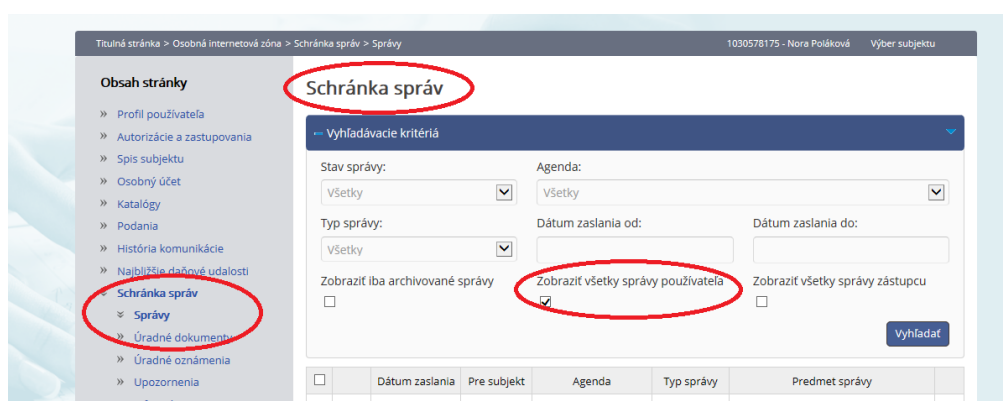 Titulná stránka > Osobná internetová zóna > Schránka správ > Správy
1030578175 - Nora Poláková
Výber subjektu
Obsah stránky
» Profil používateľa
» Autorizácie a zastupovania
» Spis subjektu
» Osobný účet
» Katalógy
» Podania
» História komunikácie
» Najbližšie daňové udalosti
Schránka správ
Správy
» Úradné dokumenty
» Úradné oznámenia
» Upozornenia
Schránka správ
Vyhľadávacie kritériá
Stav správy:
Agenda:
Všetky
Všetky
Typ správy:
Dátum zaslania od:
Dátum zaslania do:
Všetky
Zobraziť iba archivované správy
Zobraziť všetky správy používateľa
Zobraziť všetky správy zástupcu
Vyhľadať
Dátum zaslania
Pre subjekt
Agenda
Typ správy
Predmet správy